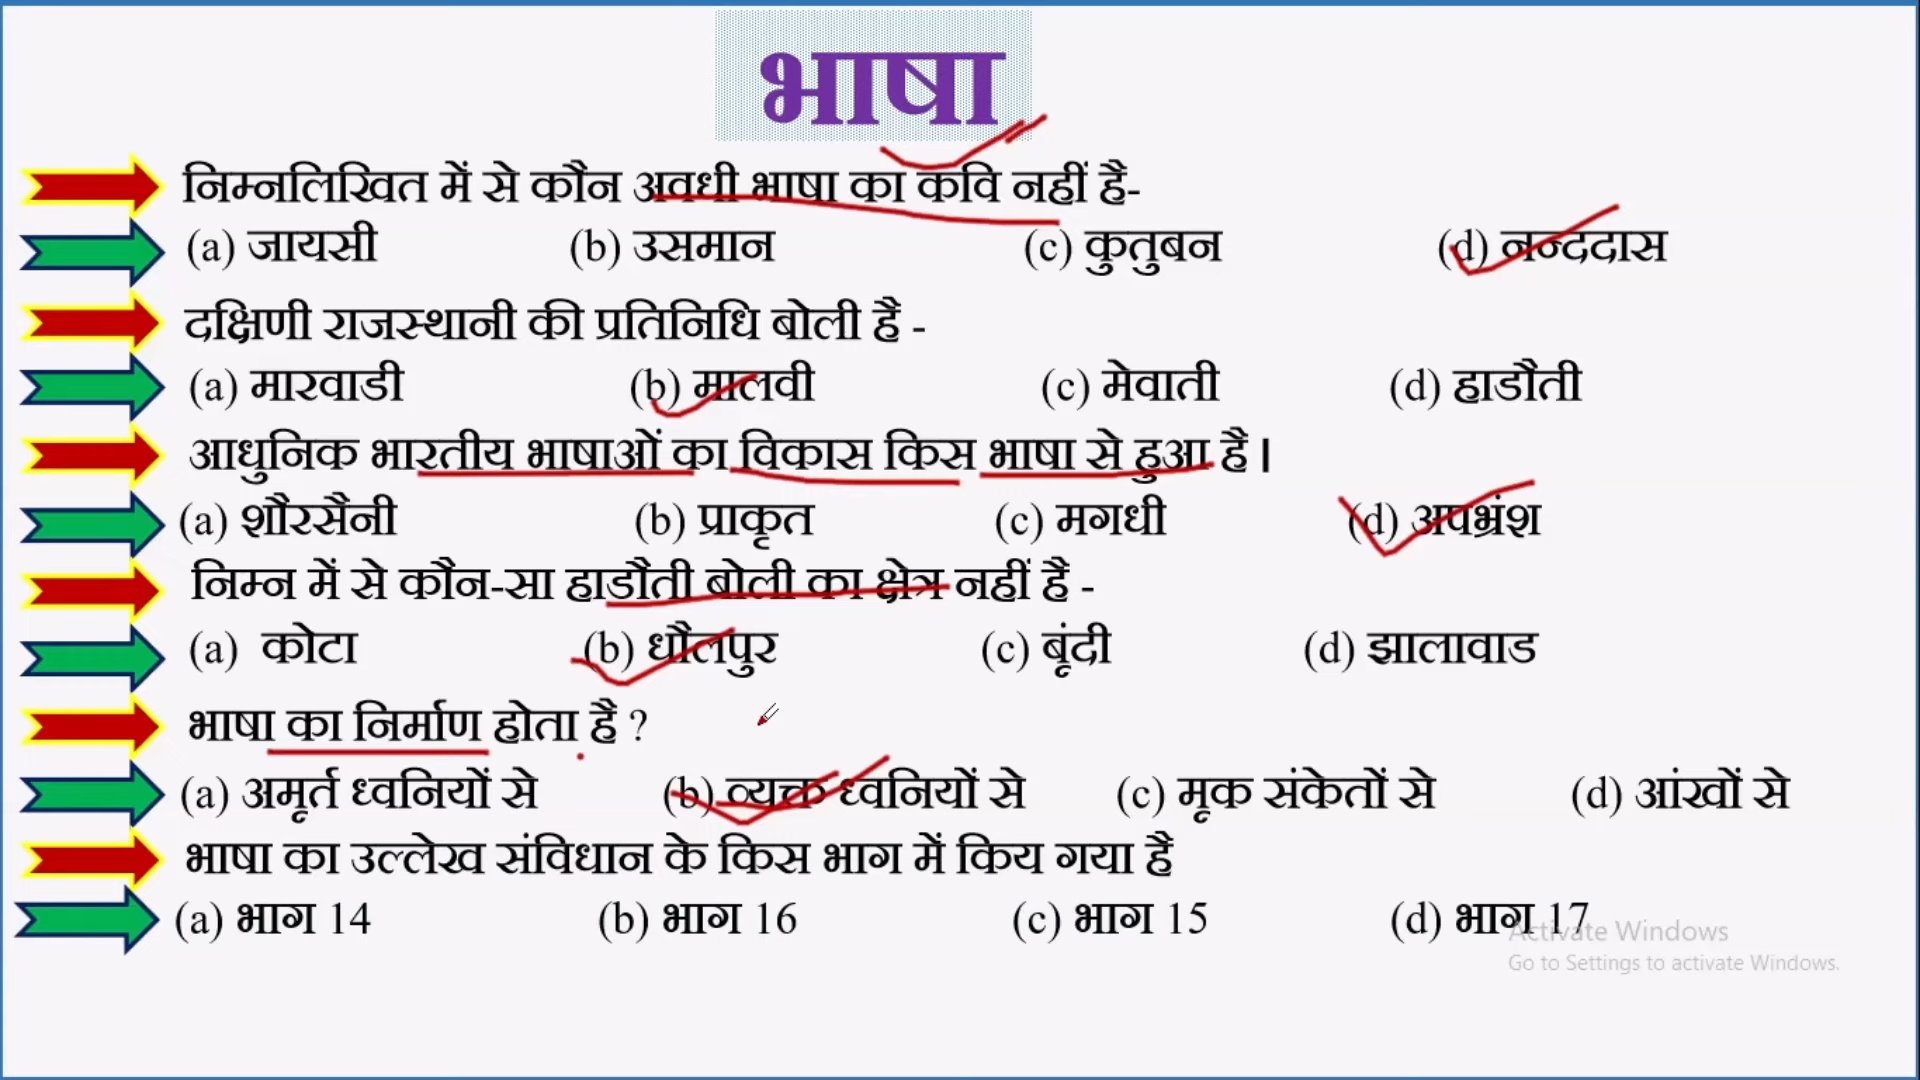 भाषा
निम्नलिखित में से कौन अवधी भाषा का कवि नहीं है-
(a) जायसी (b) उसमान (c) कुतुबन (d) नन्ददास
दक्षिणी राजस्थानी की प्रतिनिधि बोली है -
(a) मारवाडी (b) मालवी (c) मेवाती (d) हाडौती
आधुनिक भारतीय भाषाओं का विकास किस भाषा से हुआ है।
(a) शौरसैनी (b) प्राकृत (c) मगधी (d) अपभ्रंश
निम्न में से कौन-सा हाडौती बोली का क्षेत्र नहीं है -
(a) कोटा (b) धौलपुर (c) बृंदी (d) झालावाड
भाषा का निर्माण होता है ?
(a) अमृर्त ध्वनियों से (b) व्यक्त ध्वनियों से (c) मृक संकेतों से (d) आंखों से
भाषा का उल्लेख संविधान के किस भाग में किय गया है
(a) भाग 14 (b) भाग 16 (c) भाग 15 (d) भाग 17
Activate Windows
Go to Settings to activate Windows.